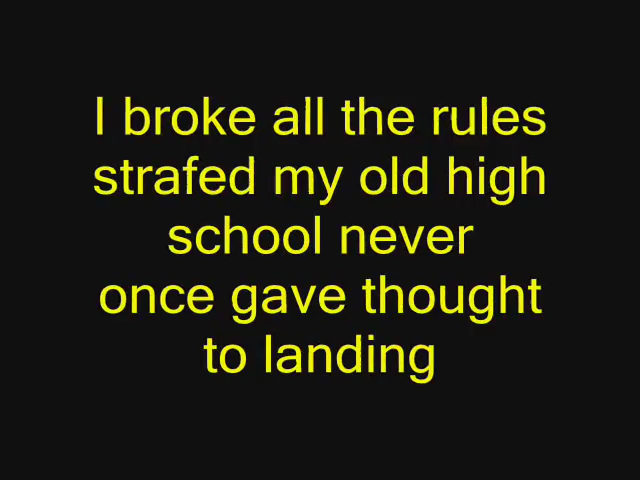 I broke all the rules
strafed my old high
school never
once gave thought
to landing